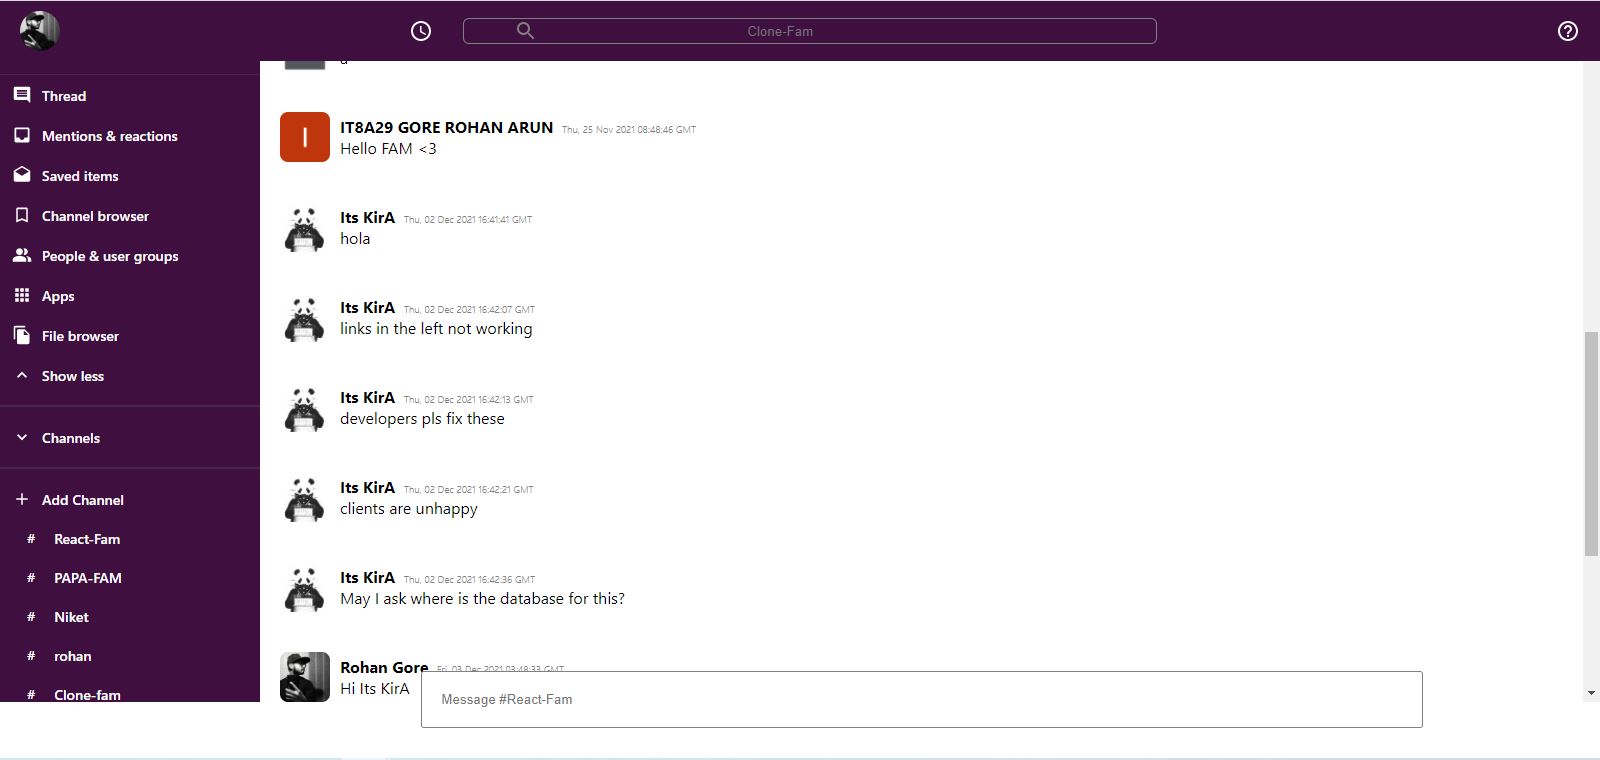 Clone-Fam
Thread
Mentions & reactions
Saved items
Channel browser
People & user groups
Apps
File browser
Show less
Channels
Add Channel
# React-Fam
# PAPA-FAM
# Niket
# rohan
# Clone-fam
IT8A29 GORE ROHAN ARUN Thu, 25 Nov 2021 08:48:46 GMT
Hello FAM <3
Its KirA Thu, 02 Dec 2021 16:41:41 GMT
hola
Its KirA Thu, 02 Dec 2021 16:42:07 GMT
links in the left not working
Its KirA Thu, 02 Dec 2021 16:42:13 GMT
developers pls fix these
Its KirA Thu, 02 Dec 2021 16:42:21 GMT
clients are unhappy
Its KirA Thu, 02 Dec 2021 16:42:36 GMT
May I ask where is the database for this?
Rohan Gore Fri, 03 Dec 2021 03:48:33 GMT
Hi Its KirA
Message #React-Fam